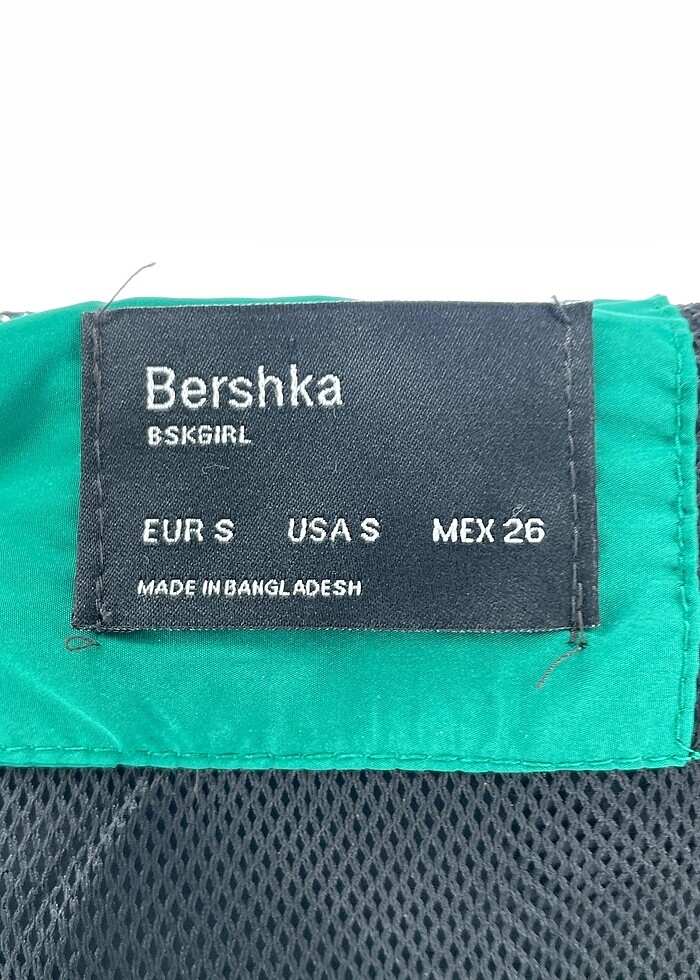 Bershka
BSKGIRL
EUR S USA S MEX 26
MADE IN BANGLADESH